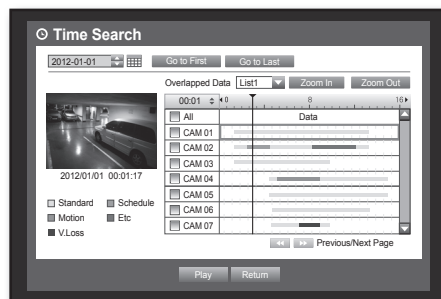 Time Search
2012-01-01 Go to First Go to Last
Overlapped Data List1 Zoom In Zoom Out
00:01 0 8 16
All Data
CAM 01
CAM 02
CAM 03
CAM 04
CAM 05
CAM 06
CAM 07
2012/01/01 00:01:17
Standard Schedule
Motion Etc
V.Loss
Previous/Next Page
Play Return